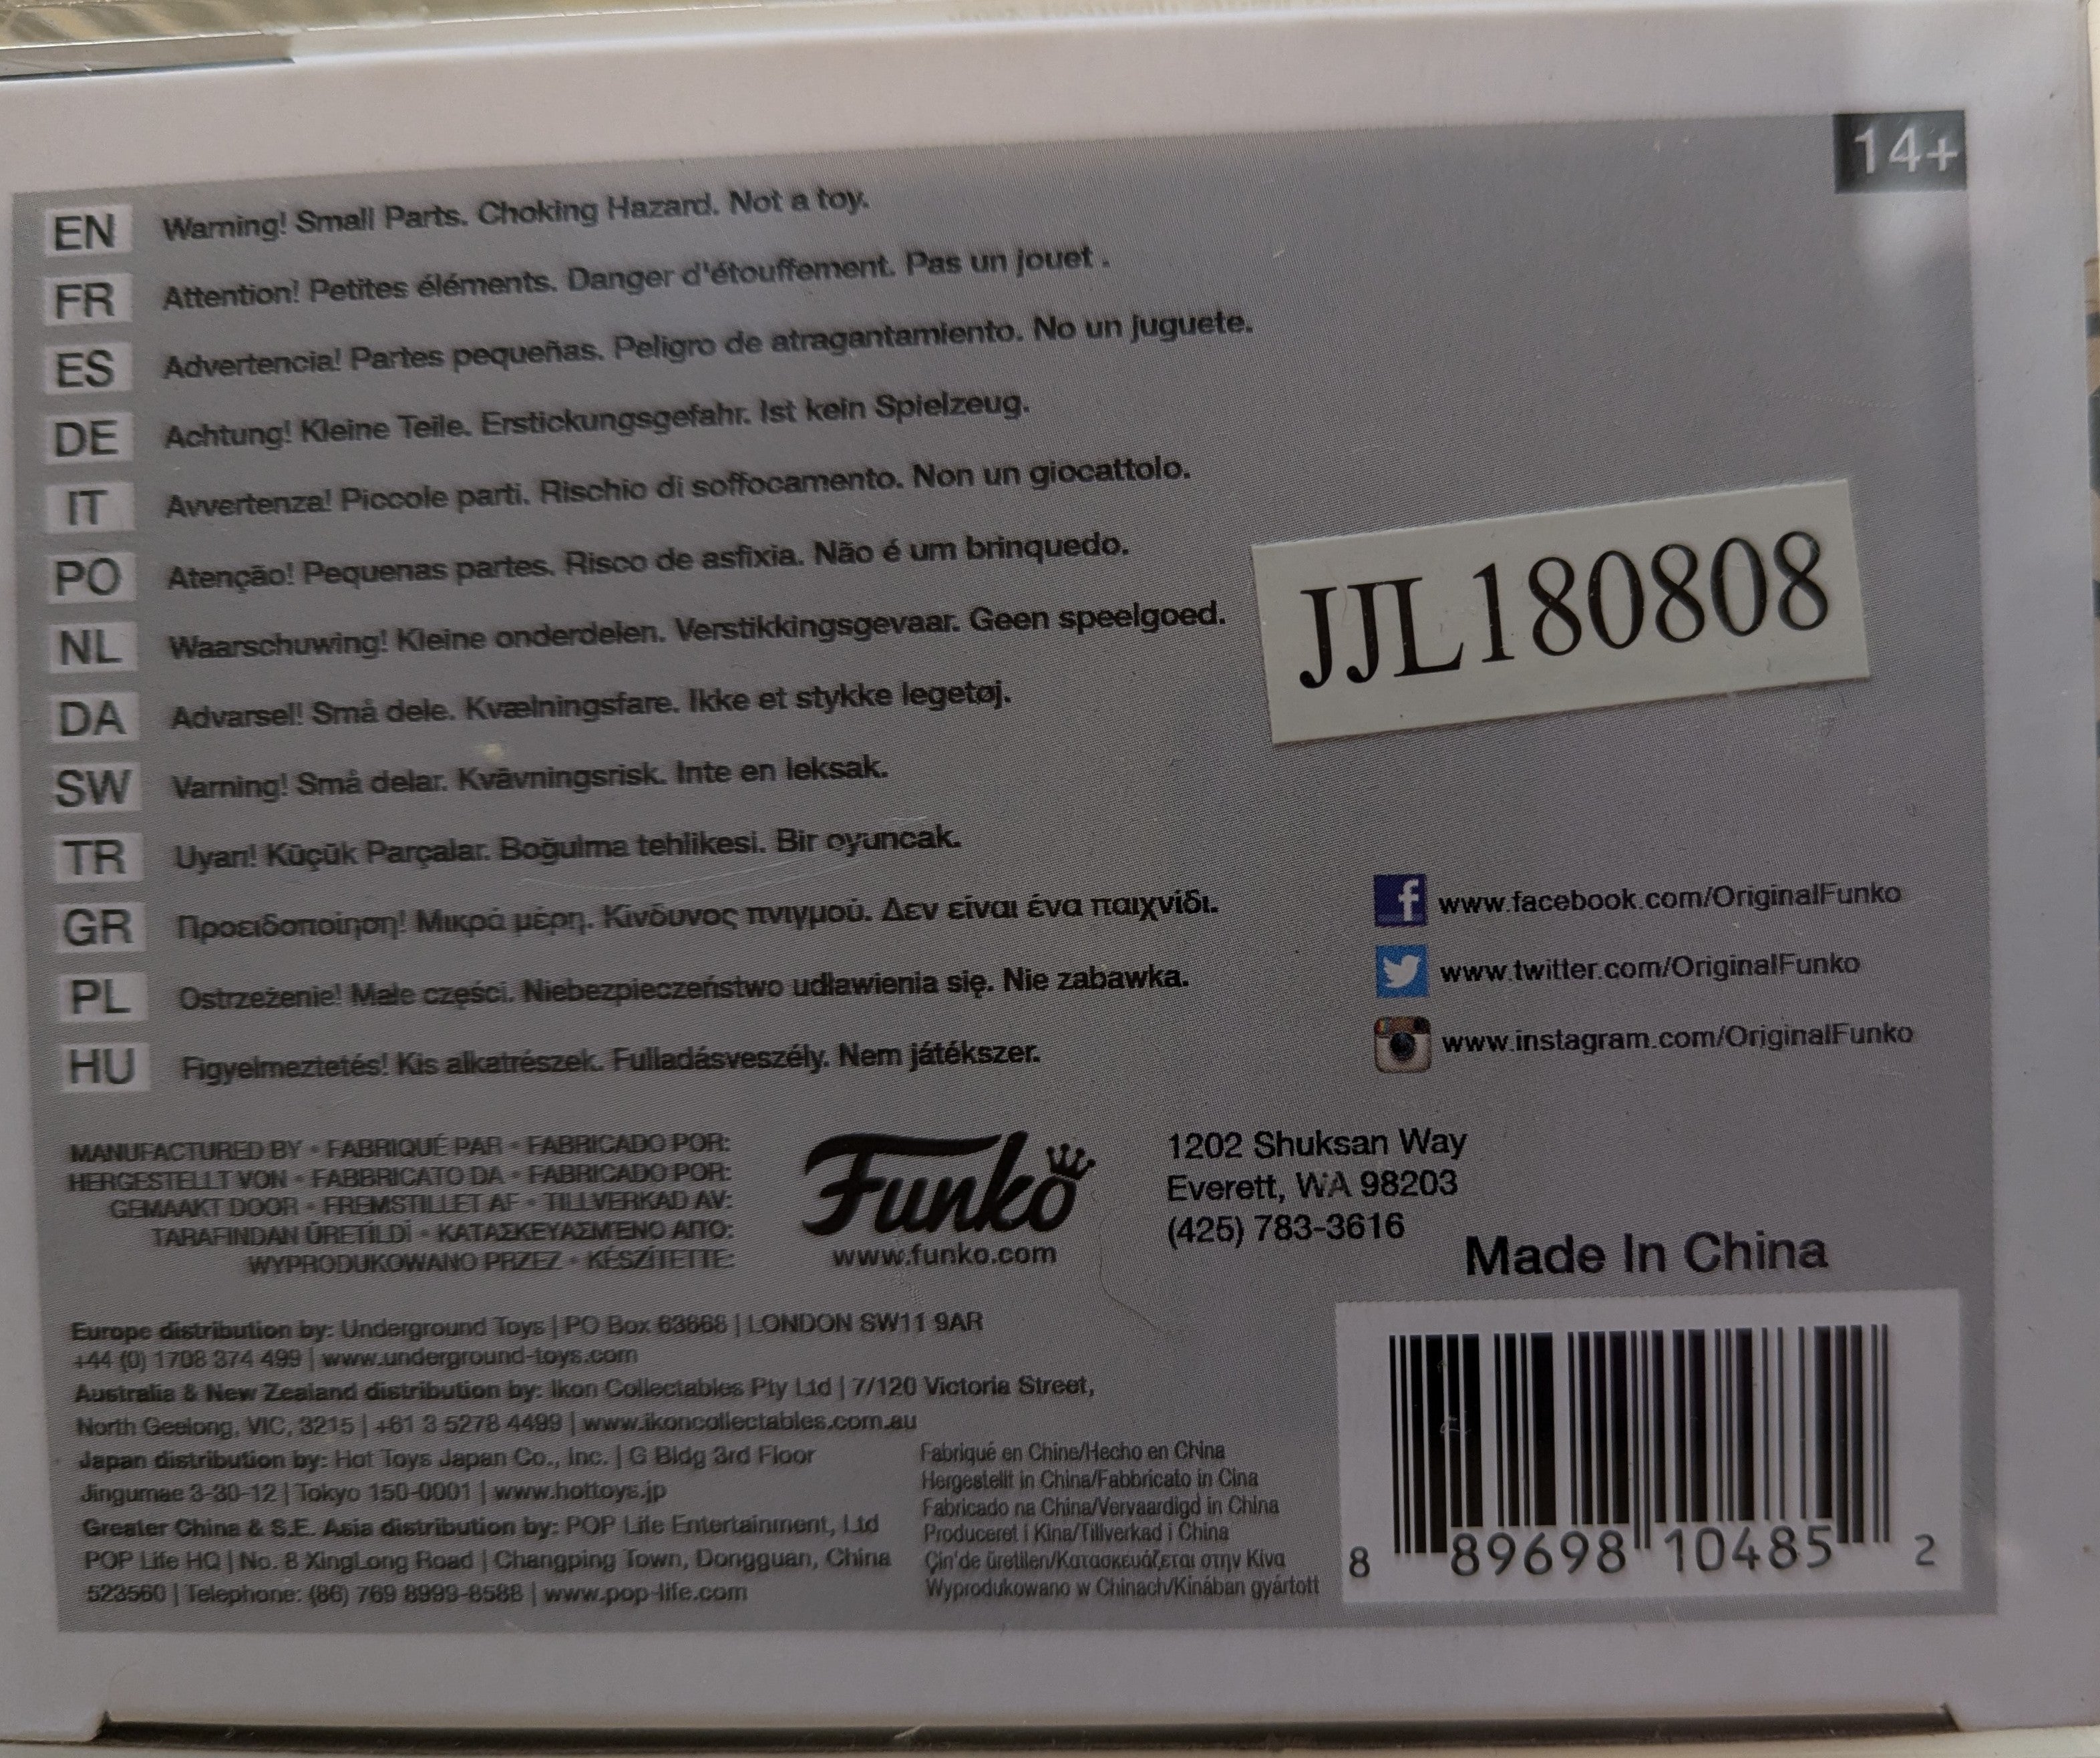 14+
EN Warning! Small Parts. Choking Hazard. Not a toy.
FR Attention! Petites éléments. Danger d'étouffement. Pas un jouet .
ES Advertencia! Partes pequeñas. Peligro de atragantamiento. No un juguete.
DE Achtung! Kleine Teile. Erstickungsgefahr. Ist kein Spielzeug.
IT Avvertenza! Piccole parti. Rischio di soffocamento. Non un giocattolo.
PO Atenção! Pequenas partes. Risco de asfixia. Não é um brinquedo.
NL Waarschuwing! Kleine onderdelen. Verstikkingsgevaar. Geen speelgoed.
DA Advarsel! Små dele. Kvælningsfare. Ikke et stykke legetøj.
SW Varning! Små delar. Kvävningsrisk. Inte en leksak.
TR Uyarı! Küçük Parçalar. Boğulma tehlikesi. Bir oyuncak.
GR Προειδοποίηση! Μικρά μέρη. Κίνδυνος πνιγμού. Δεν είναι ένα παιχνίδι.
PL Ostrzeżenie! Małe części. Niebezpieczeństwo udławienia się. Nie zabawka.
HU Figyelmeztetés! Kis alkatrészek. Fulladásveszély. Nem játékszer.
JJL180808
www.facebook.com/OriginalFunko
www.twitter.com/OriginalFunko
www.instagram.com/OriginalFunko
MANUFACTURED BY • FABRIQUÉ PAR • FABRICADO POR:
HERGESTELLT VON • FABBRICATO DA • FABRICADO POR:
GEMAAKT DOOR • FREMSTILLET AF • TILLVERKAD AV:
TARAFINDAN ÜRETİLDİ • ΚΑΤΑΣΚΕΥΑΣΜΈΝΟ ΑΠΌ:
WYPRODUKOWANO PRZEZ • KÉSZÍTETTE:
Funko
www.funko.com
1202 Shuksan Way
Everett, WA 98203
(425) 783-3616
Made In China
Europe distribution by: Underground Toys | PO Box 63668 | LONDON SW11 9AR
+44 (0) 1708 374 499 | www.underground-toys.com
Australia & New Zealand distribution by: Ikon Collectables Pty Ltd | 7/120 Victoria Street,
North Geelong, VIC, 3215 | +61 3 5278 4499 | www.ikoncollectables.com.au
Japan distribution by: Hot Toys Japan Co., Inc. | G Bldg 3rd Floor
Jingumae 3-30-12 | Tokyo 150-0001 | www.hottoys.jp
Greater China & S.E. Asia distribution by: POP Life Entertainment, Ltd
POP Life HQ | No. 8 XingLong Road | Changping Town, Dongguan, China
523560 | Telephone: (86) 769 8999-8588 | www.pop-life.com
Fabriqué en Chine/Hecho en China
Hergestellt in China/Fabbricato in Cina
Fabricado na China/Vervaardigd in China
Produceret i Kina/Tillverkad i China
Çin'de üretilen/Κατασκευάζεται στην Κίνα
Wyprodukowano w Chinach/Kínában gyártott
8 89698 10485 2